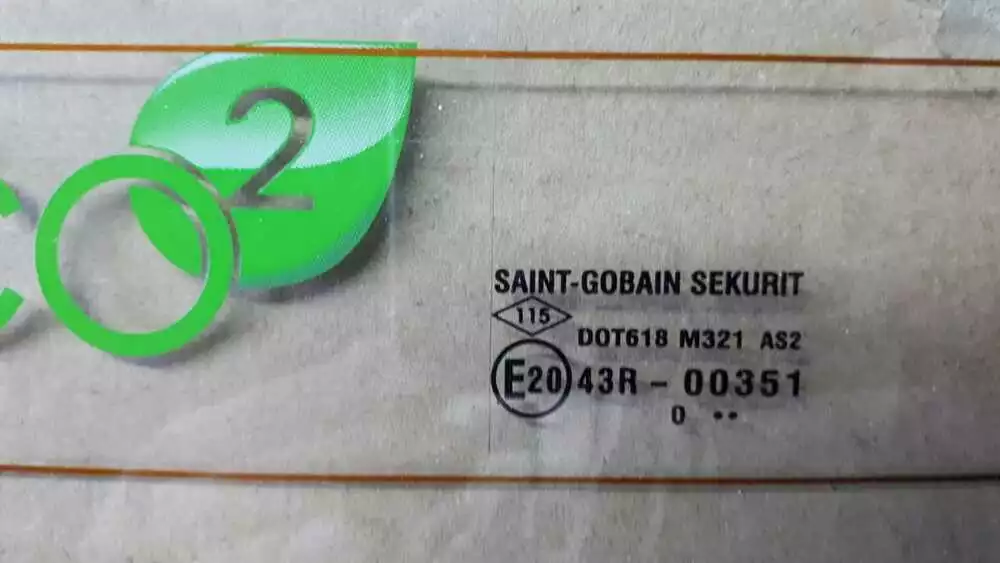 CO2
SAINT-GOBAIN SEKURIT
115
DOT618 M321 AS2
E20 43R - 00351
0 ••